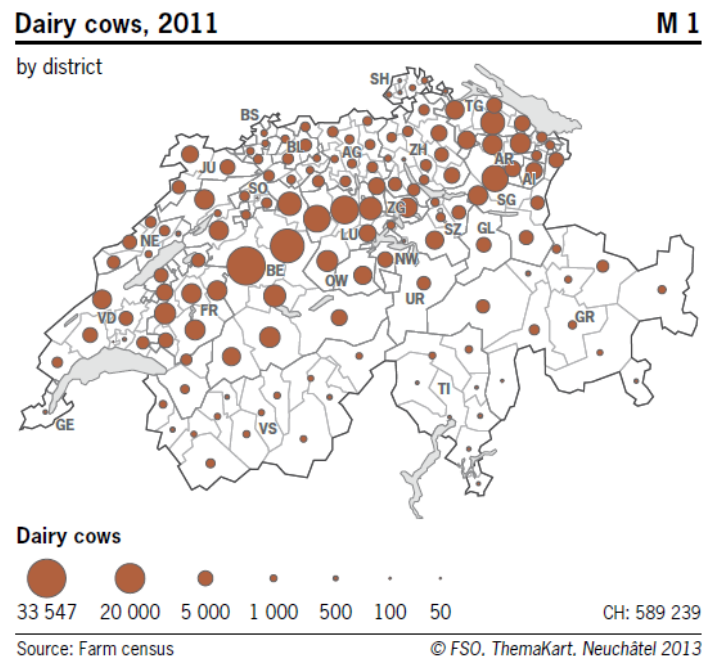 Dairy cows, 2011 M 1
by district
SH
TG
BS
BL
AG
ZH
JU
AR
AI
SO
SG
ZG
LU
SZ
GL
NE
BE
NW
OW
UR
GR
FR
VD
TI
VS
GE
Dairy cows
33 547 20 000 5 000 1 000 500 100 50
CH: 589 239
Source: Farm census © FSO, ThemaKart, Neuchâtel 2013